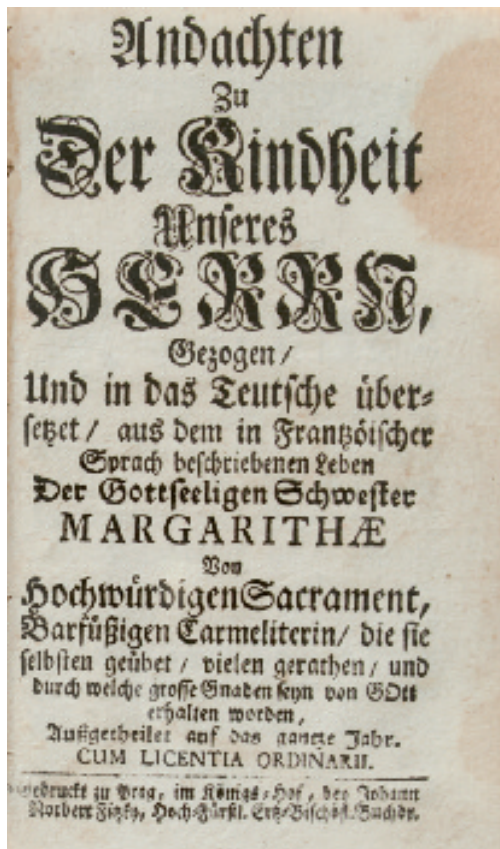 Andachten
Zu
Der Kindheit
Unseres
HERRN,
Gezogen /
Und in das Teutsche über-
setzet / aus dem in Frantzöischer
Sprach beschriebenen Leben
Der Gottseeligen Schwester
MARGARITHÆ
Von
Hochwürdigen Sacrament,
Barfüßigen Carmeliterin / die sie
selbsten geübet / vielen gerathen / und
durch welche grosse Gnaden seyn von GOtt
erhalten worden,
Auffgetheilet auf das gantze Jahr.
CUM LICENTIA ORDINARII.
Gedruckt zu Prag, im Königs-Hof, bey Johann
Norbert Fitzky, Hoch-Fürstl. Ertz-Bischöfl. Buchdr.